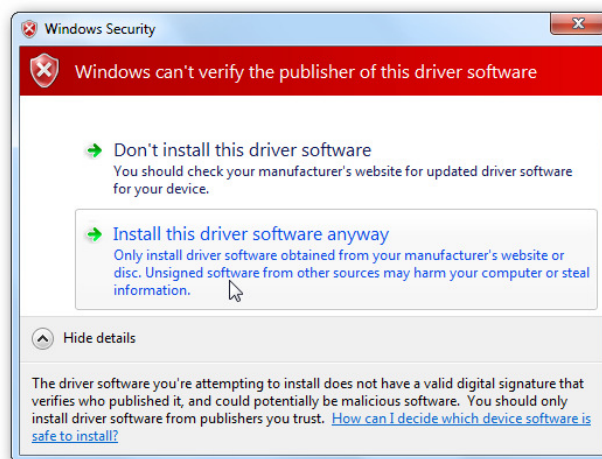 Windows Security
Windows can't verify the publisher of this driver software
Don't install this driver software
You should check your manufacturer's website for updated driver software
for your device.
Install this driver software anyway
Only install driver software obtained from your manufacturer's website or
disc. Unsigned software from other sources may harm your computer or steal
information.
Hide details
The driver software you're attempting to install does not have a valid digital signature that
verifies who published it, and could potentially be malicious software. You should only
install driver software from publishers you trust. How can I decide which device software is
safe to install?